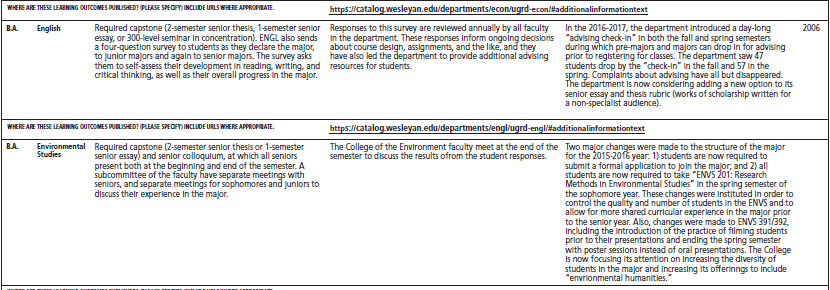 WHERE ARE THESE LEARNING OUTCOMES PUBLISHED? (PLEASE SPECIFY) INCLUDE URLS WHERE APPROPRIATE. https://catalog.wesleyan.edu/departments/econ/ugrd-econ/#additionalinformationtext
B.A. English
Required capstone (2-semester senior thesis, 1-semester senior
essay, or 300-level seminar in concentration). ENGL also sends
a four-question survey to students as they declare the major,
to junior majors and again to senior majors. The survey asks
them to self-assess their development in reading, writing, and
critical thinking, as well as their overall progress in the major.
Responses to this survey are reviewed annually by all faculty
in the department. These responses inform ongoing decisions
about course design, assignments, and the like, and they
have also led the department to provide additional advising
resources for students.
In the 2016-2017, the department introduced a day-long
"advising check-in" in both the fall and spring semesters
during which pre-majors and majors can drop in for advising
prior to registering for classes. The department saw 47
students drop by the "check-in" in the fall and 57 in the
spring. Complaints about advising have all but disappeared.
The department is now considering adding a new option to its
senior essay and thesis rubric (works of scholarship written for
a non-specialist audience).
2006
WHERE ARE THESE LEARNING OUTCOMES PUBLISHED? (PLEASE SPECIFY) INCLUDE URLS WHERE APPROPRIATE. https://catalog.wesleyan.edu/departments/engl/ugrd-engl/#additionalinformationtext
B.A. Environmental
Studies
Required capstone (2-semester senior thesis or 1-semester
senior essay) and senior colloquium, at which all seniors
present both at the beginning and end of the semester. A
subcommittee of the faculty have separate meetings with
seniors, and separate meetings for sophomores and juniors to
discuss their experience in the major.
The College of the Environment faculty meet at the end of the
semester to discuss the results ofrom the student responses.
Two major changes were made to the structure of the major
for the 2015-2016 year: 1) students are now required to
submit a formal application to join the major; and 2) all
students are now required to take "ENVS 201: Research
Methods in Environmental Studies" in the spring semester of
the sophomore year. These changes were instituted in order to
control the quality and number of students in the ENVS and to
allow for more shared curricular experience in the major prior
to the senior year. Also, changes were made to ENVS 391/392,
including the introduction of the practice of filming students
prior to their presentations and ending the spring semester
with poster sessions instead of oral presentations. The College
is now focusing its attention on increasing the diversity of
students in the major and increasing its offerings to include
"envrionmental humanities."